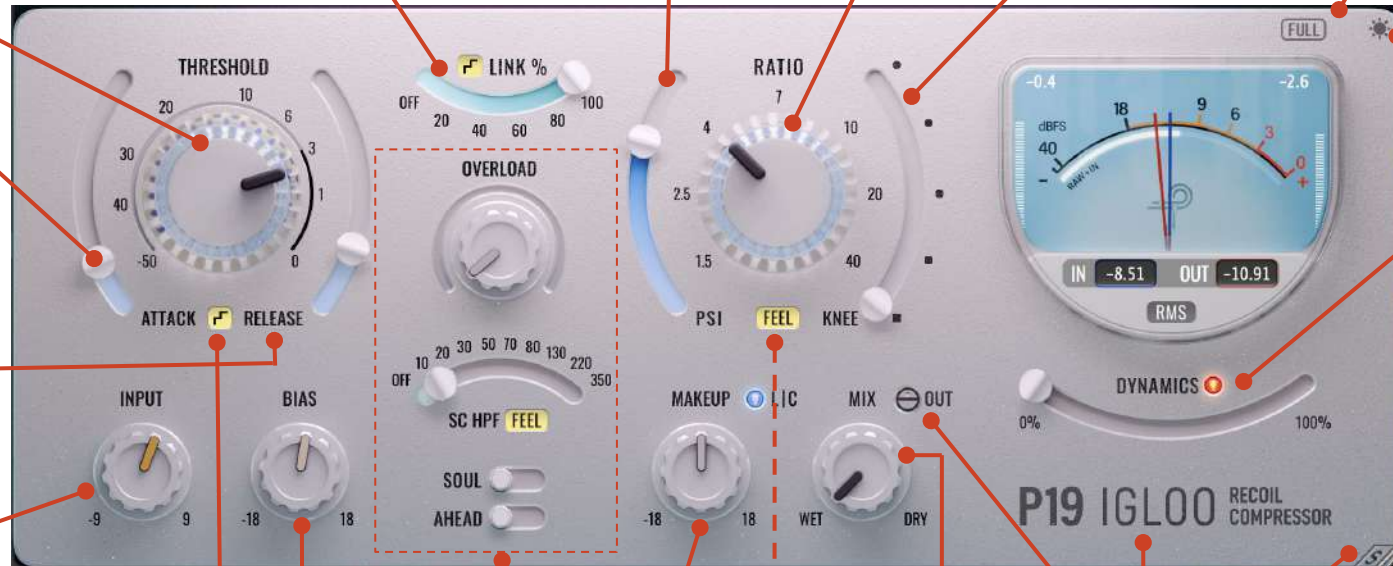 FULL
THRESHOLD
-50
40
30
20
10
6
3
1
0
ATTACK
RELEASE
LINK %
OFF
20
40
60
80
100
OVERLOAD
OFF
10
20
30
50
70
80
130
220
350
SC HPF FEEL
SOUL
AHEAD
RATIO
1.5
2.5
4
7
10
20
40
PSI FEEL KNEE
-0.4 -2.6
dBFS
40
18
9
6
3
0
- +
RAW+IN
IN -8.51 OUT -10.91
RMS
DYNAMICS
0% 100%
INPUT
-9 9
BIAS
-18 18
MAKEUP L|C
-18 18
MIX OUT
WET DRY
P19 IGLOO RECOIL
COMPRESSOR